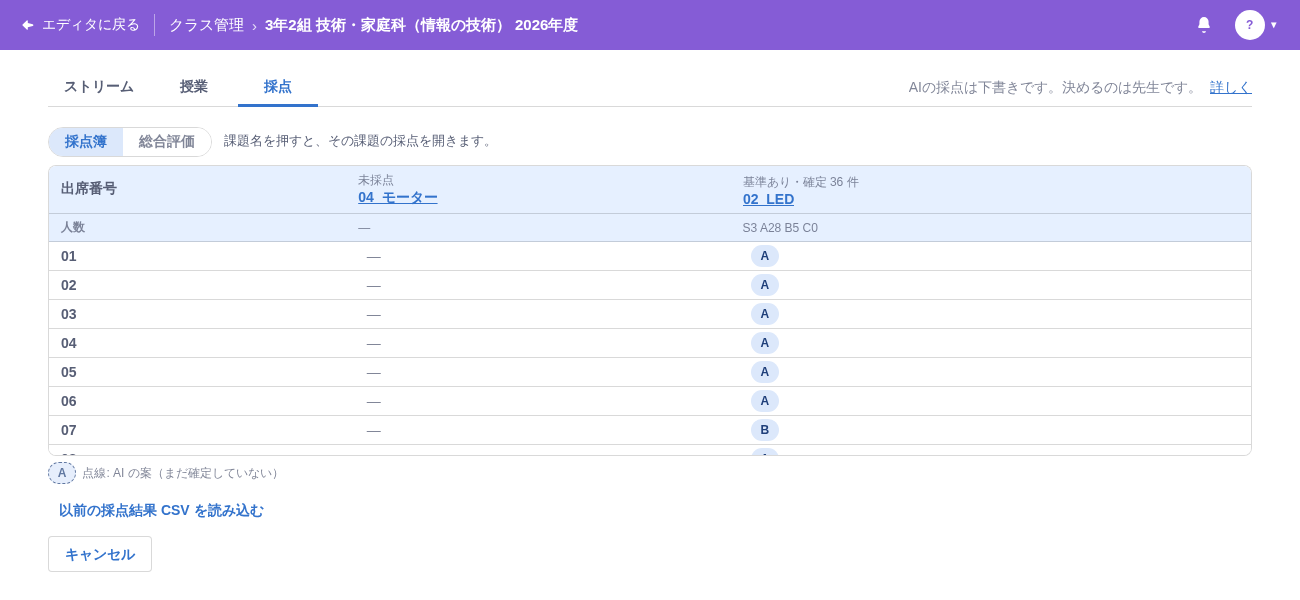 エディタに戻る
クラス管理 › 3年2組 技術・家庭科（情報の技術） 2026年度
?
ストリーム 授業 採点
AIの採点は下書きです。決めるのは先生です。 詳しく
採点簿 総合評価 課題名を押すと、その課題の採点を開きます。
出席番号
未採点
04_モーター
基準あり・確定 36 件
02_LED
人数 — S3 A28 B5 C0
01 — A
02 — A
03 — A
04 — A
05 — A
06 — A
07 — B
A 点線: AI の案（まだ確定していない）
以前の採点結果 CSV を読み込む
キャンセル